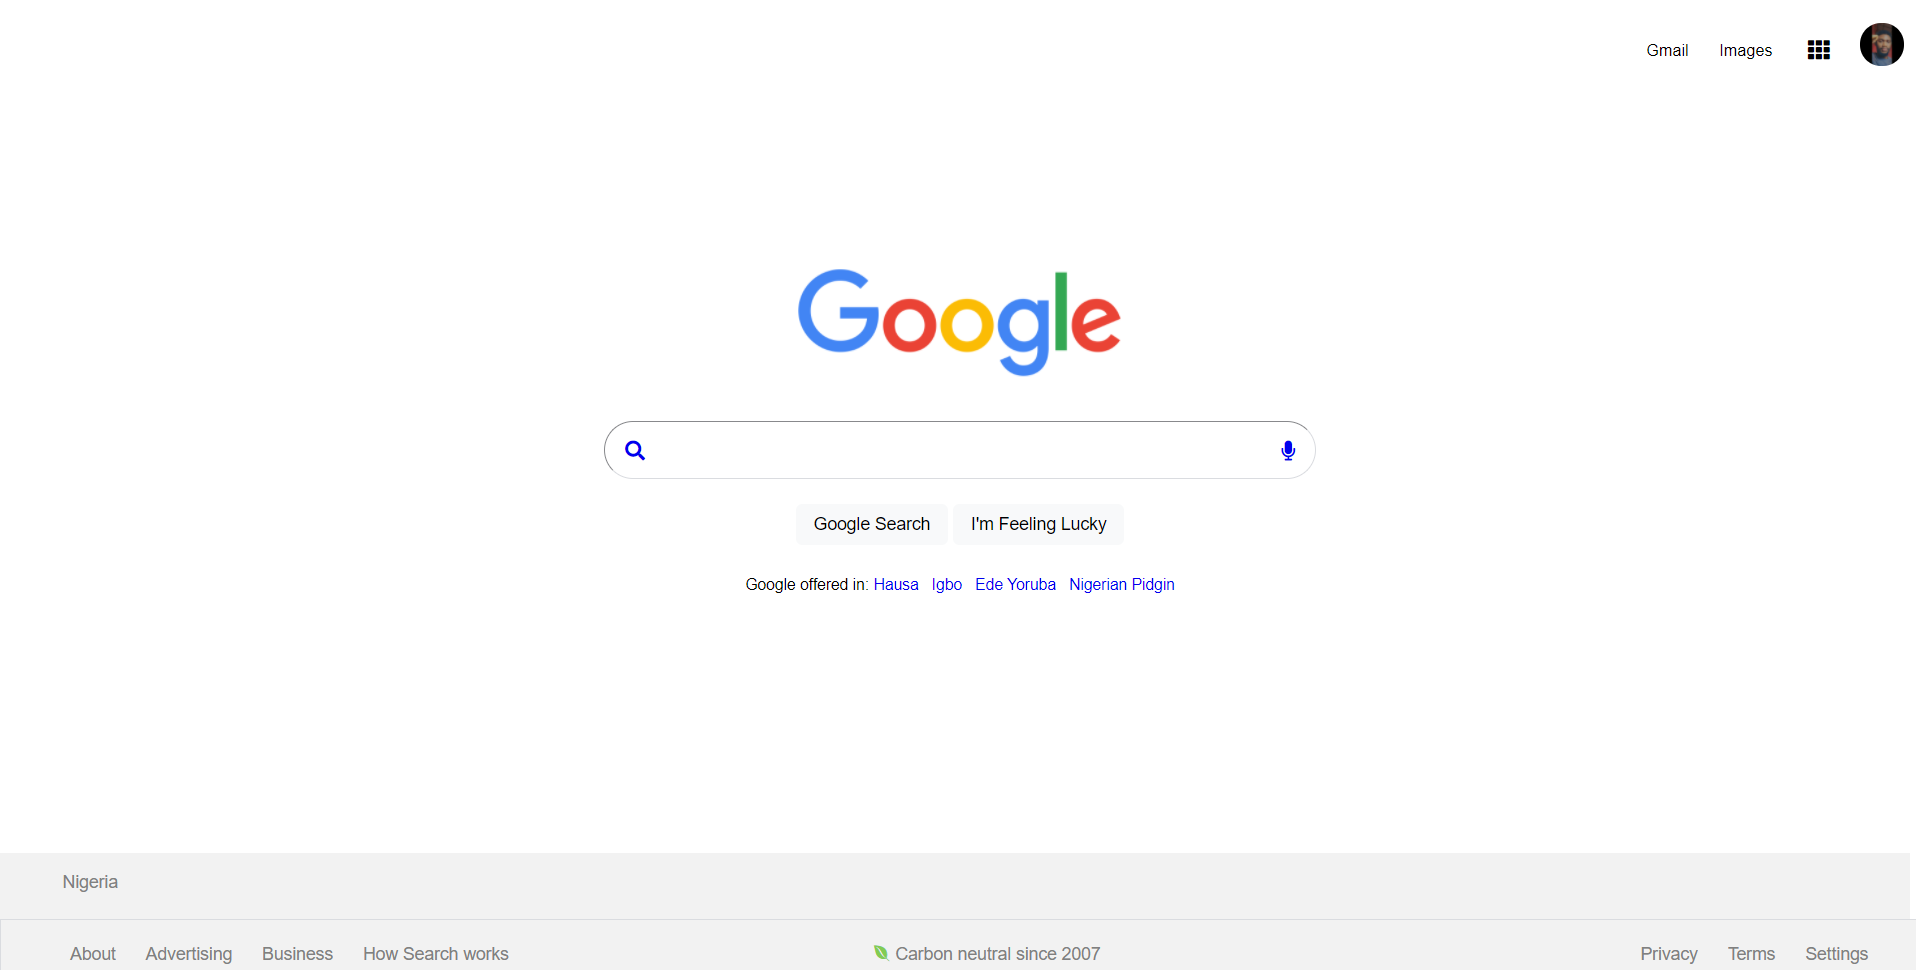 Gmail Images
Google
Google Search I'm Feeling Lucky
Google offered in: Hausa Igbo Ede Yoruba Nigerian Pidgin
Nigeria
About Advertising Business How Search works Carbon neutral since 2007 Privacy Terms Settings